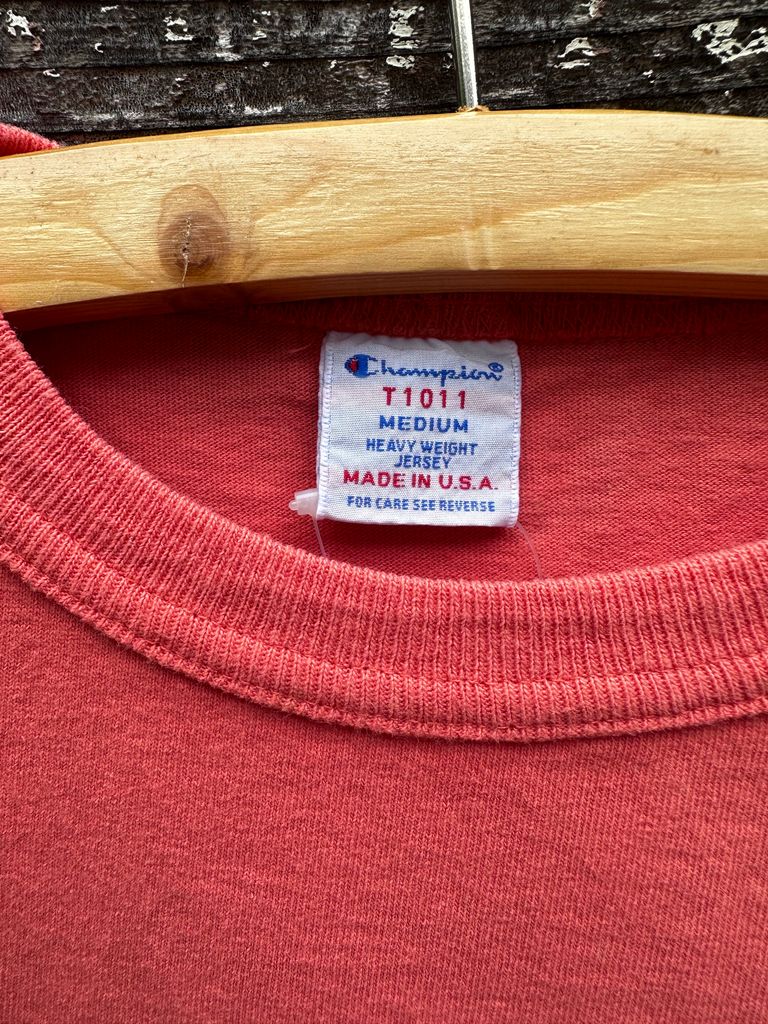 Champion®
T1011
MEDIUM
HEAVY WEIGHT
JERSEY
MADE IN U.S.A.
FOR CARE SEE REVERSE